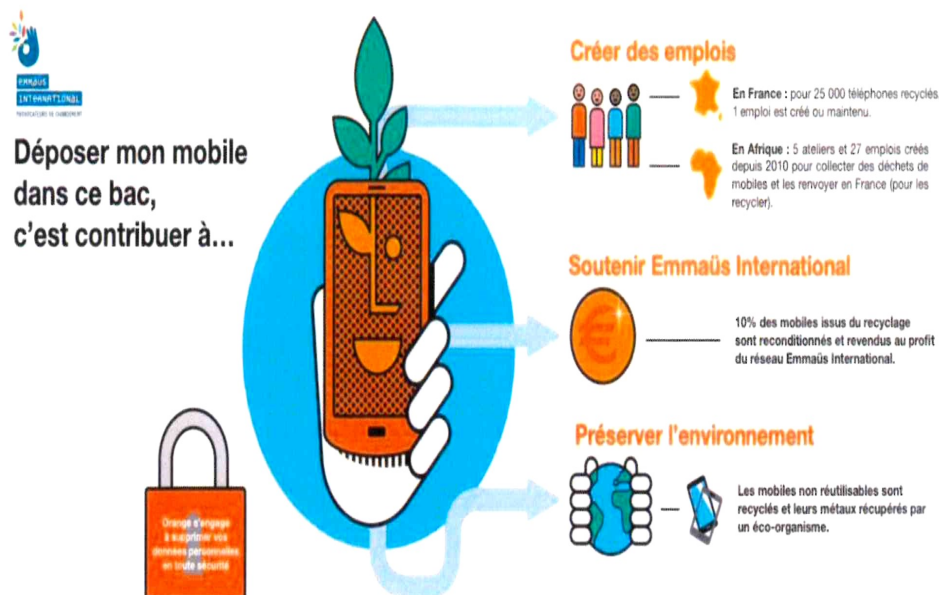 EMMAÜS
INTERNATIONAL
Déposer mon mobile
dans ce bac,
c'est contribuer à...
Créer des emplois
En France : pour 25 000 téléphones recyclés
1 emploi est créé ou maintenu.
En Afrique : 5 ateliers et 27 emplois créés
depuis 2010 pour collecter des déchets de
mobiles et les renvoyer en France (pour les
recycler).
Soutenir Emmaüs International
10% des mobiles issus du recyclage
sont reconditionnés et revendus au profit
du réseau Emmaüs International.
Préserver l'environnement
Les mobiles non réutilisables sont
recyclés et leurs métaux récupérés par
un éco-organisme.
Orange s'engage
à supprimer vos
données personnelles
en toute sécurité